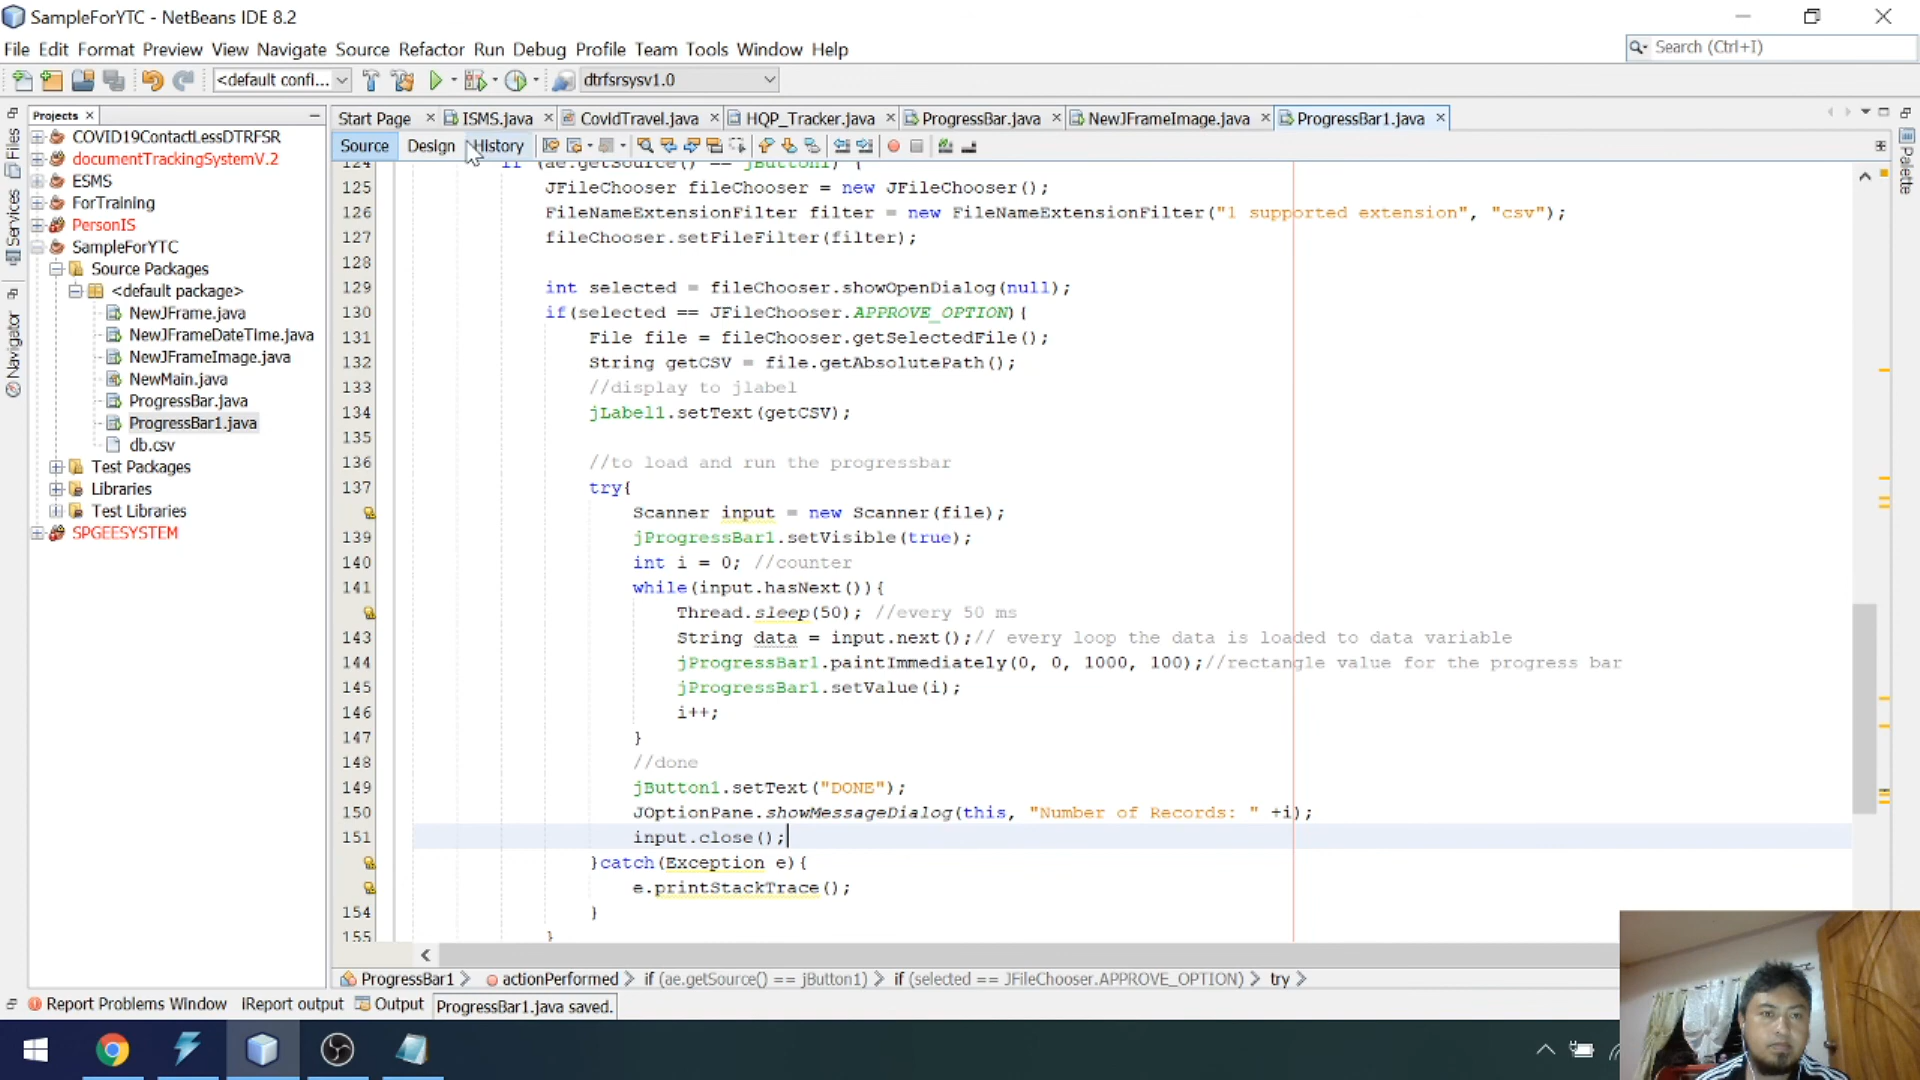 SampleForYTC - NetBeans IDE 8.2
File Edit Format Preview View Navigate Source Refactor Run Debug Profile Team Tools Window Help
Search (Ctrl+I)
<default confi... dtrfsrsysv1.0
Projects
Start Page ISMS.java CovidTravel.java HQP_Tracker.java ProgressBar.java NewJFrameImage.java ProgressBar1.java
Source Design History
Files
Services
Navigator
Palette
COVID19ContactLessDTRFSR
documentTrackingSystemV.2
ESMS
ForTraining
PersonIS
SampleForYTC
Source Packages
<default package>
NewJFrame.java
NewJFrameDateTime.java
NewJFrameImage.java
NewMain.java
ProgressBar.java
ProgressBar1.java
db.csv
Test Packages
Libraries
Test Libraries
SPGEESYSTEM
124 if (ae.getSource() == jButton1) {
125 JFileChooser fileChooser = new JFileChooser();
126 FileNameExtensionFilter filter = new FileNameExtensionFilter("1 supported extension", "csv");
127 fileChooser.setFileFilter(filter);
128
129 int selected = fileChooser.showOpenDialog(null);
130 if(selected == JFileChooser.APPROVE_OPTION){
131 File file = fileChooser.getSelectedFile();
132 String getCSV = file.getAbsolutePath();
133 //display to jlabel
134 jLabel1.setText(getCSV);
135
136 //to load and run the progressbar
137 try{
Scanner input = new Scanner(file);
139 jProgressBar1.setVisible(true);
140 int i = 0; //counter
141 while(input.hasNext()){
Thread.sleep(50); //every 50 ms
143 String data = input.next();// every loop the data is loaded to data variable
144 jProgressBar1.paintImmediately(0, 0, 1000, 100);//rectangle value for the progress bar
145 jProgressBar1.setValue(i);
146 i++;
147 }
148 //done
149 jButton1.setText("DONE");
150 JOptionPane.showMessageDialog(this, "Number of Records: " +i);
151 input.close();
}catch(Exception e){
e.printStackTrace();
154 }
155 }
ProgressBar1 actionPerformed if (ae.getSource() == jButton1) if (selected == JFileChooser.APPROVE_OPTION) try
Report Problems Window IReport output Output ProgressBar1.java saved.